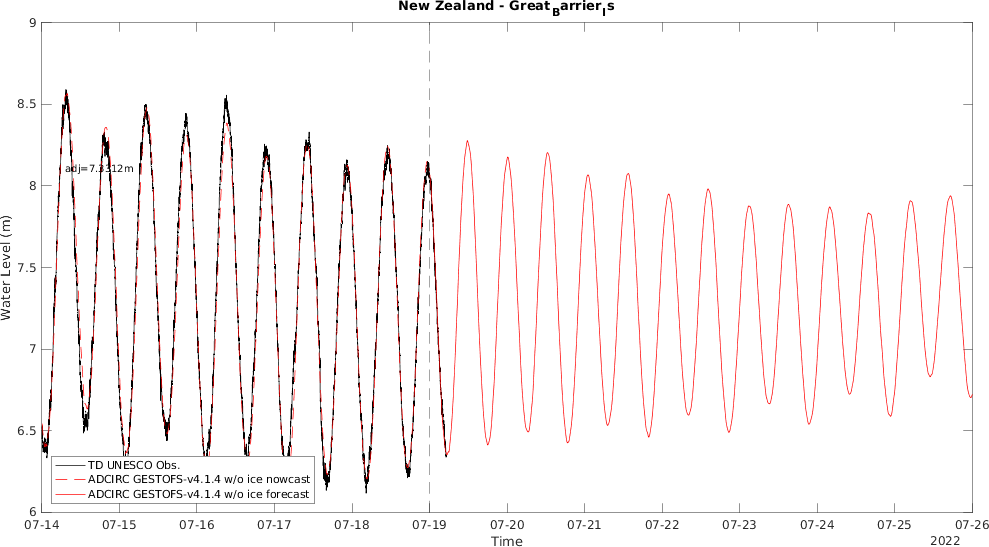 New Zealand - GreatBarrierIs
9
8.5
8
7.5
7
6.5
6
Water Level (m)
adj=7.3312m
TD UNESCO Obs.
ADCIRC GESTOFS-v4.1.4 w/o ice nowcast
ADCIRC GESTOFS-v4.1.4 w/o ice forecast
07-14 07-15 07-16 07-17 07-18 07-19 07-20 07-21 07-22 07-23 07-24 07-25 07-26
Time
2022